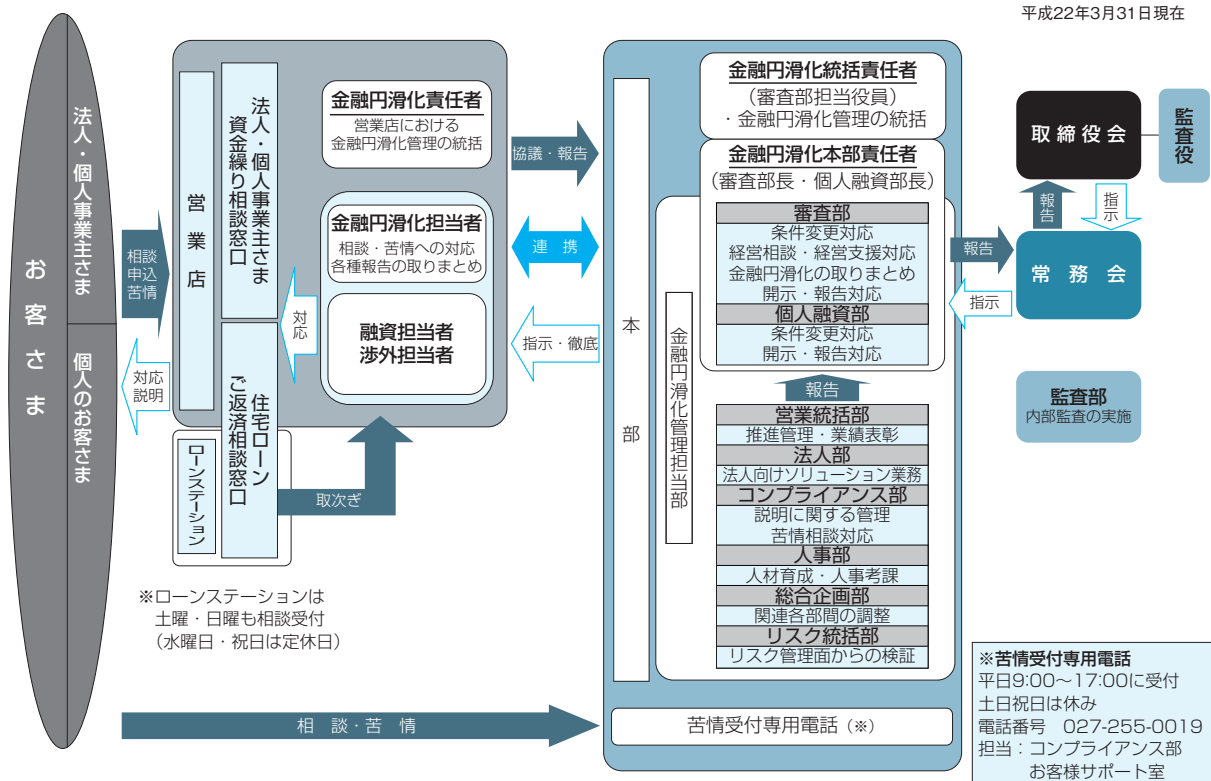 平成22年3月31日現在
お客さま
法人・個人事業主さま
個人のお客さま
相談
申込
苦情
対応
説明
営業店
法人・個人事業主さま
資金繰り相談窓口
住宅ローン
ご返済相談窓口
ローンステーション
金融円滑化責任者
営業店における
金融円滑化管理の統括
金融円滑化担当者
相談・苦情への対応
各種報告の取りまとめ
融資担当者
渉外担当者
対応
取次ぎ
※ローンステーションは
土曜・日曜も相談受付
（水曜日・祝日は定休日）
協議・報告
連携
指示・徹底
相談・苦情
本部
金融円滑化統括責任者
（審査部担当役員）
・金融円滑化管理の統括
金融円滑化本部責任者
（審査部長・個人融資部長）
金融円滑化管理担当部
審査部
条件変更対応
経営相談・経営支援対応
金融円滑化の取りまとめ
開示・報告対応
個人融資部
条件変更対応
開示・報告対応
報告
営業統括部
推進管理・業績表彰
法人部
法人向けソリューション業務
コンプライアンス部
説明に関する管理
苦情相談対応
人事部
人材育成・人事考課
総合企画部
関連各部間の調整
リスク統括部
リスク管理面からの検証
苦情受付専用電話（※）
報告
指示
取締役会
監査役
報告
指示
常務会
監査部
内部監査の実施
※苦情受付専用電話
平日9:00～17:00に受付
土日祝日は休み
電話番号　027-255-0019
担当：コンプライアンス部
お客様サポート室